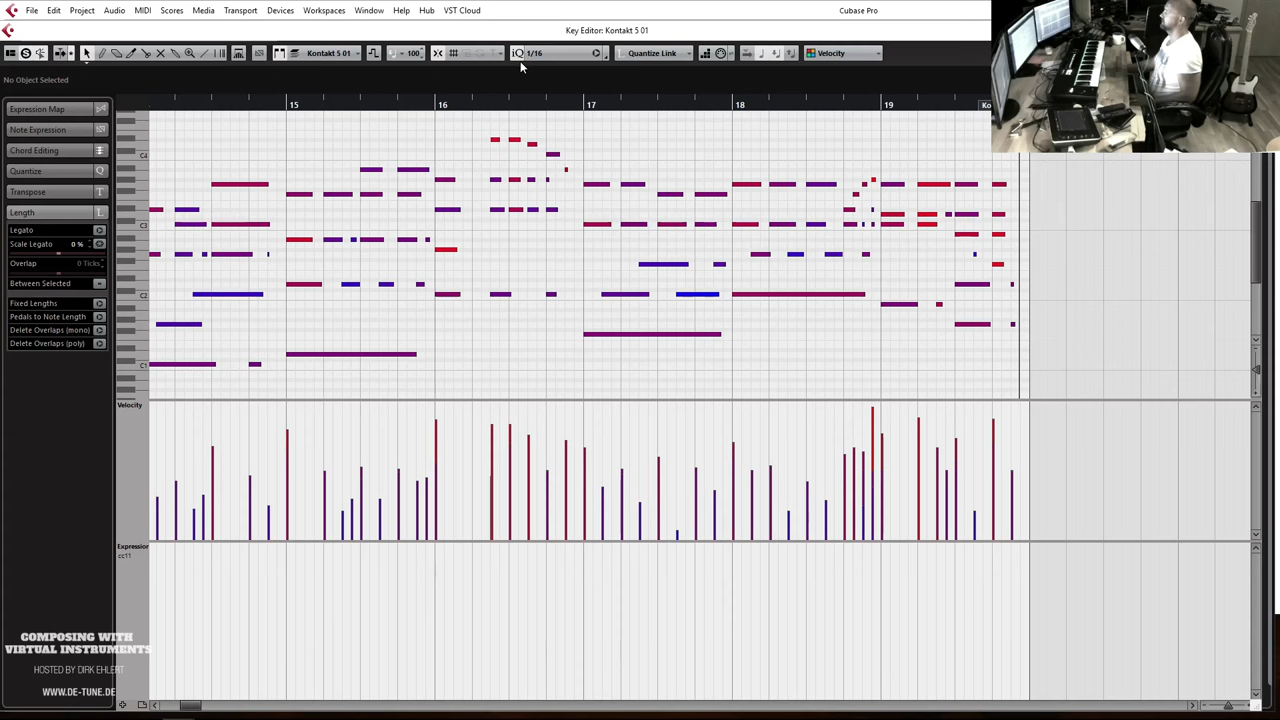 File Edit Project Audio MIDI Scores Media Transport Devices Workspaces Window Help Hub VST Cloud Cubase Pro
Key Editor: Kontakt 5 01
Kontakt 5 01 100 iQ 1/16 Quantize Link Velocity
No Object Selected
15 16 17 18 19 Ko
Expression Map
Note Expression
Chord Editing
Quantize Q
Transpose T
Length L
Legato
Scale Legato 0 %
Overlap 0 Ticks
Between Selected
Fixed Lengths
Pedals to Note Length
Delete Overlaps (mono)
Delete Overlaps (poly)
C4
C3
C2
C1
Velocity
Expression
cc11
COMPOSING WITH
VIRTUAL INSTRUMENTS
HOSTED BY DIRK EHLERT
WWW.DE-TUNE.DE